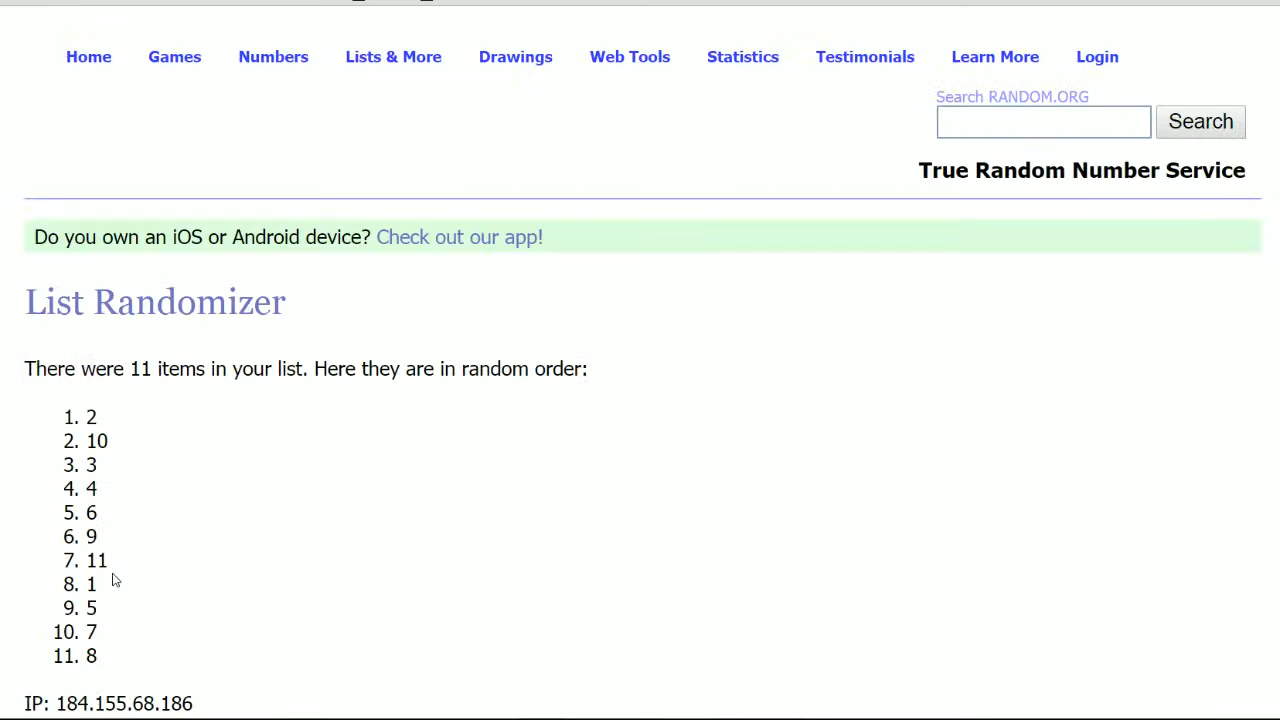 Home Games Numbers Lists & More Drawings Web Tools Statistics Testimonials Learn More Login
Search RANDOM.ORG
Search
True Random Number Service
Do you own an iOS or Android device? Check out our app!
List Randomizer
There were 11 items in your list. Here they are in random order:
1. 2
2. 10
3. 3
4. 4
5. 6
6. 9
7. 11
8. 1
9. 5
10. 7
11. 8
IP: 184.155.68.186